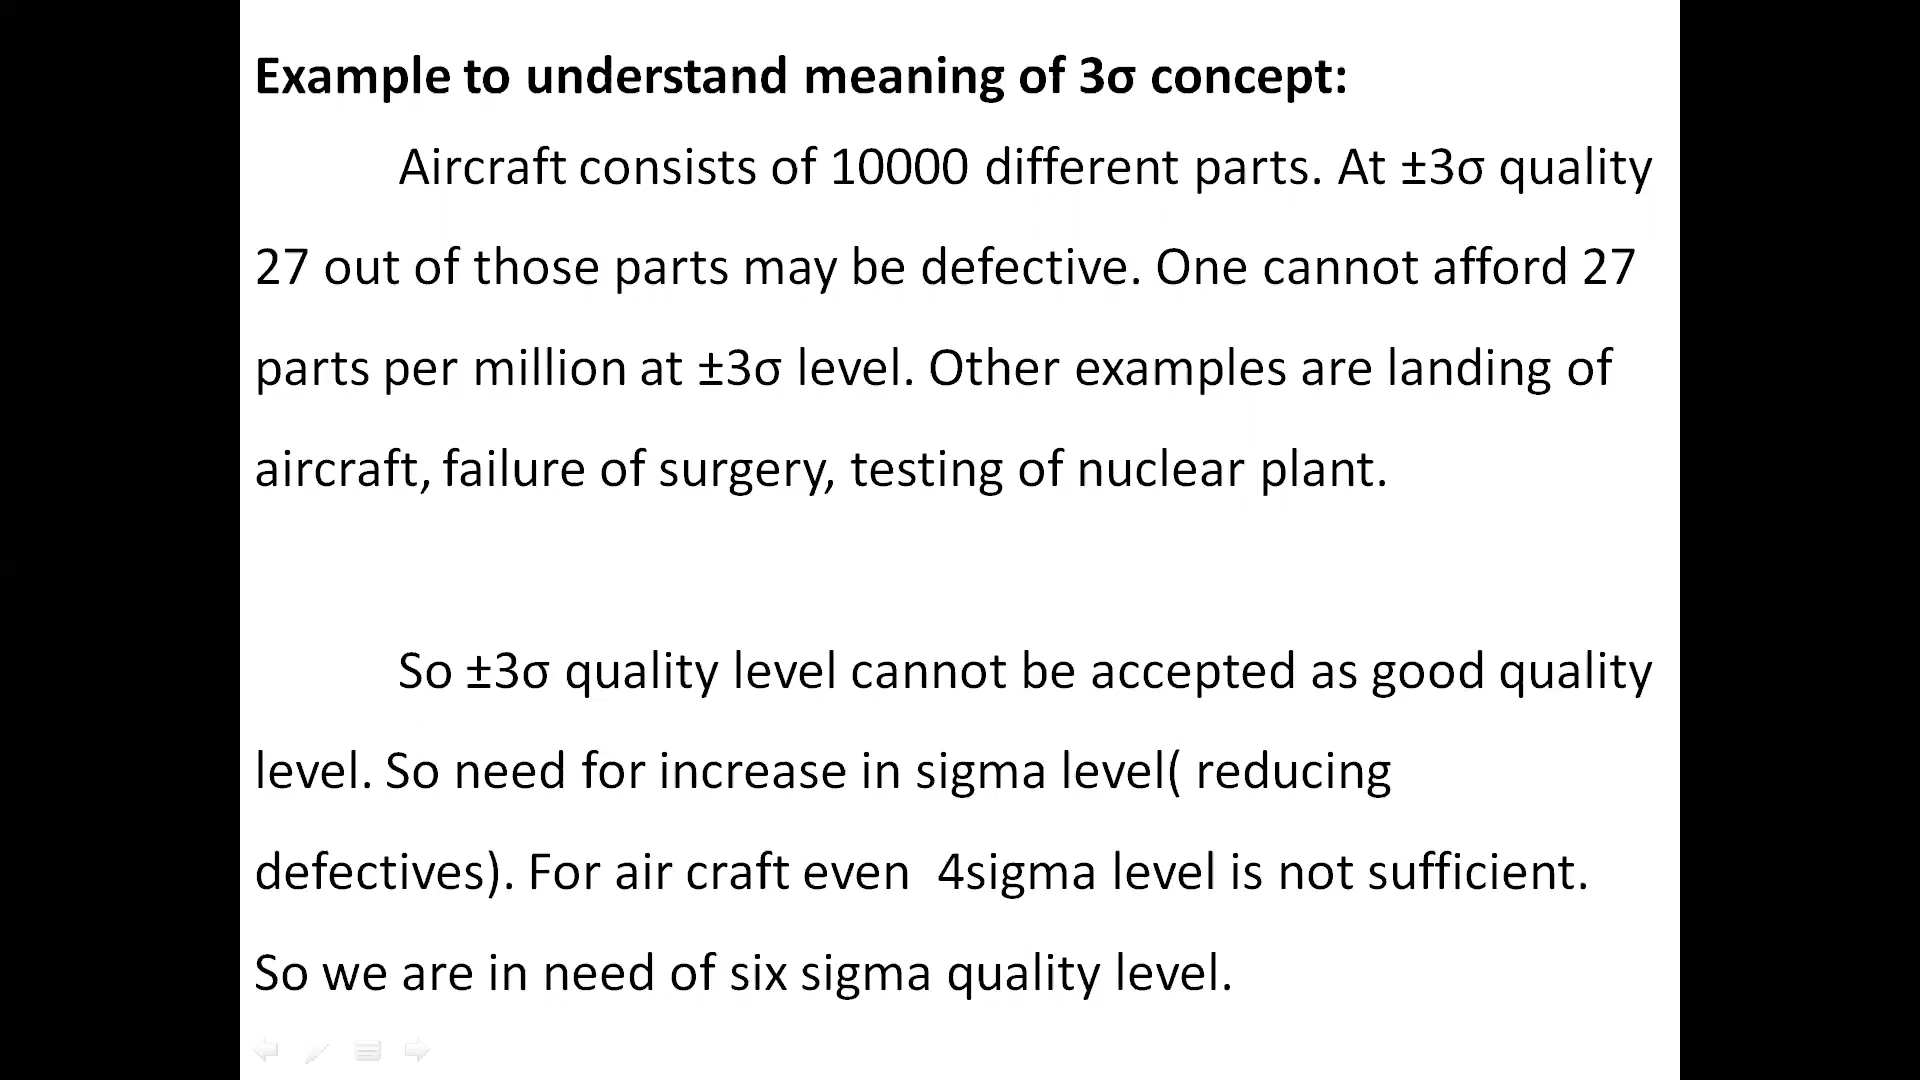 Example to understand meaning of 3σ concept:
Aircraft consists of 10000 different parts. At ±3σ quality
27 out of those parts may be defective. One cannot afford 27
parts per million at ±3σ level. Other examples are landing of
aircraft, failure of surgery, testing of nuclear plant.
So ±3σ quality level cannot be accepted as good quality
level. So need for increase in sigma level( reducing
defectives). For air craft even  4sigma level is not sufficient.
So we are in need of six sigma quality level.